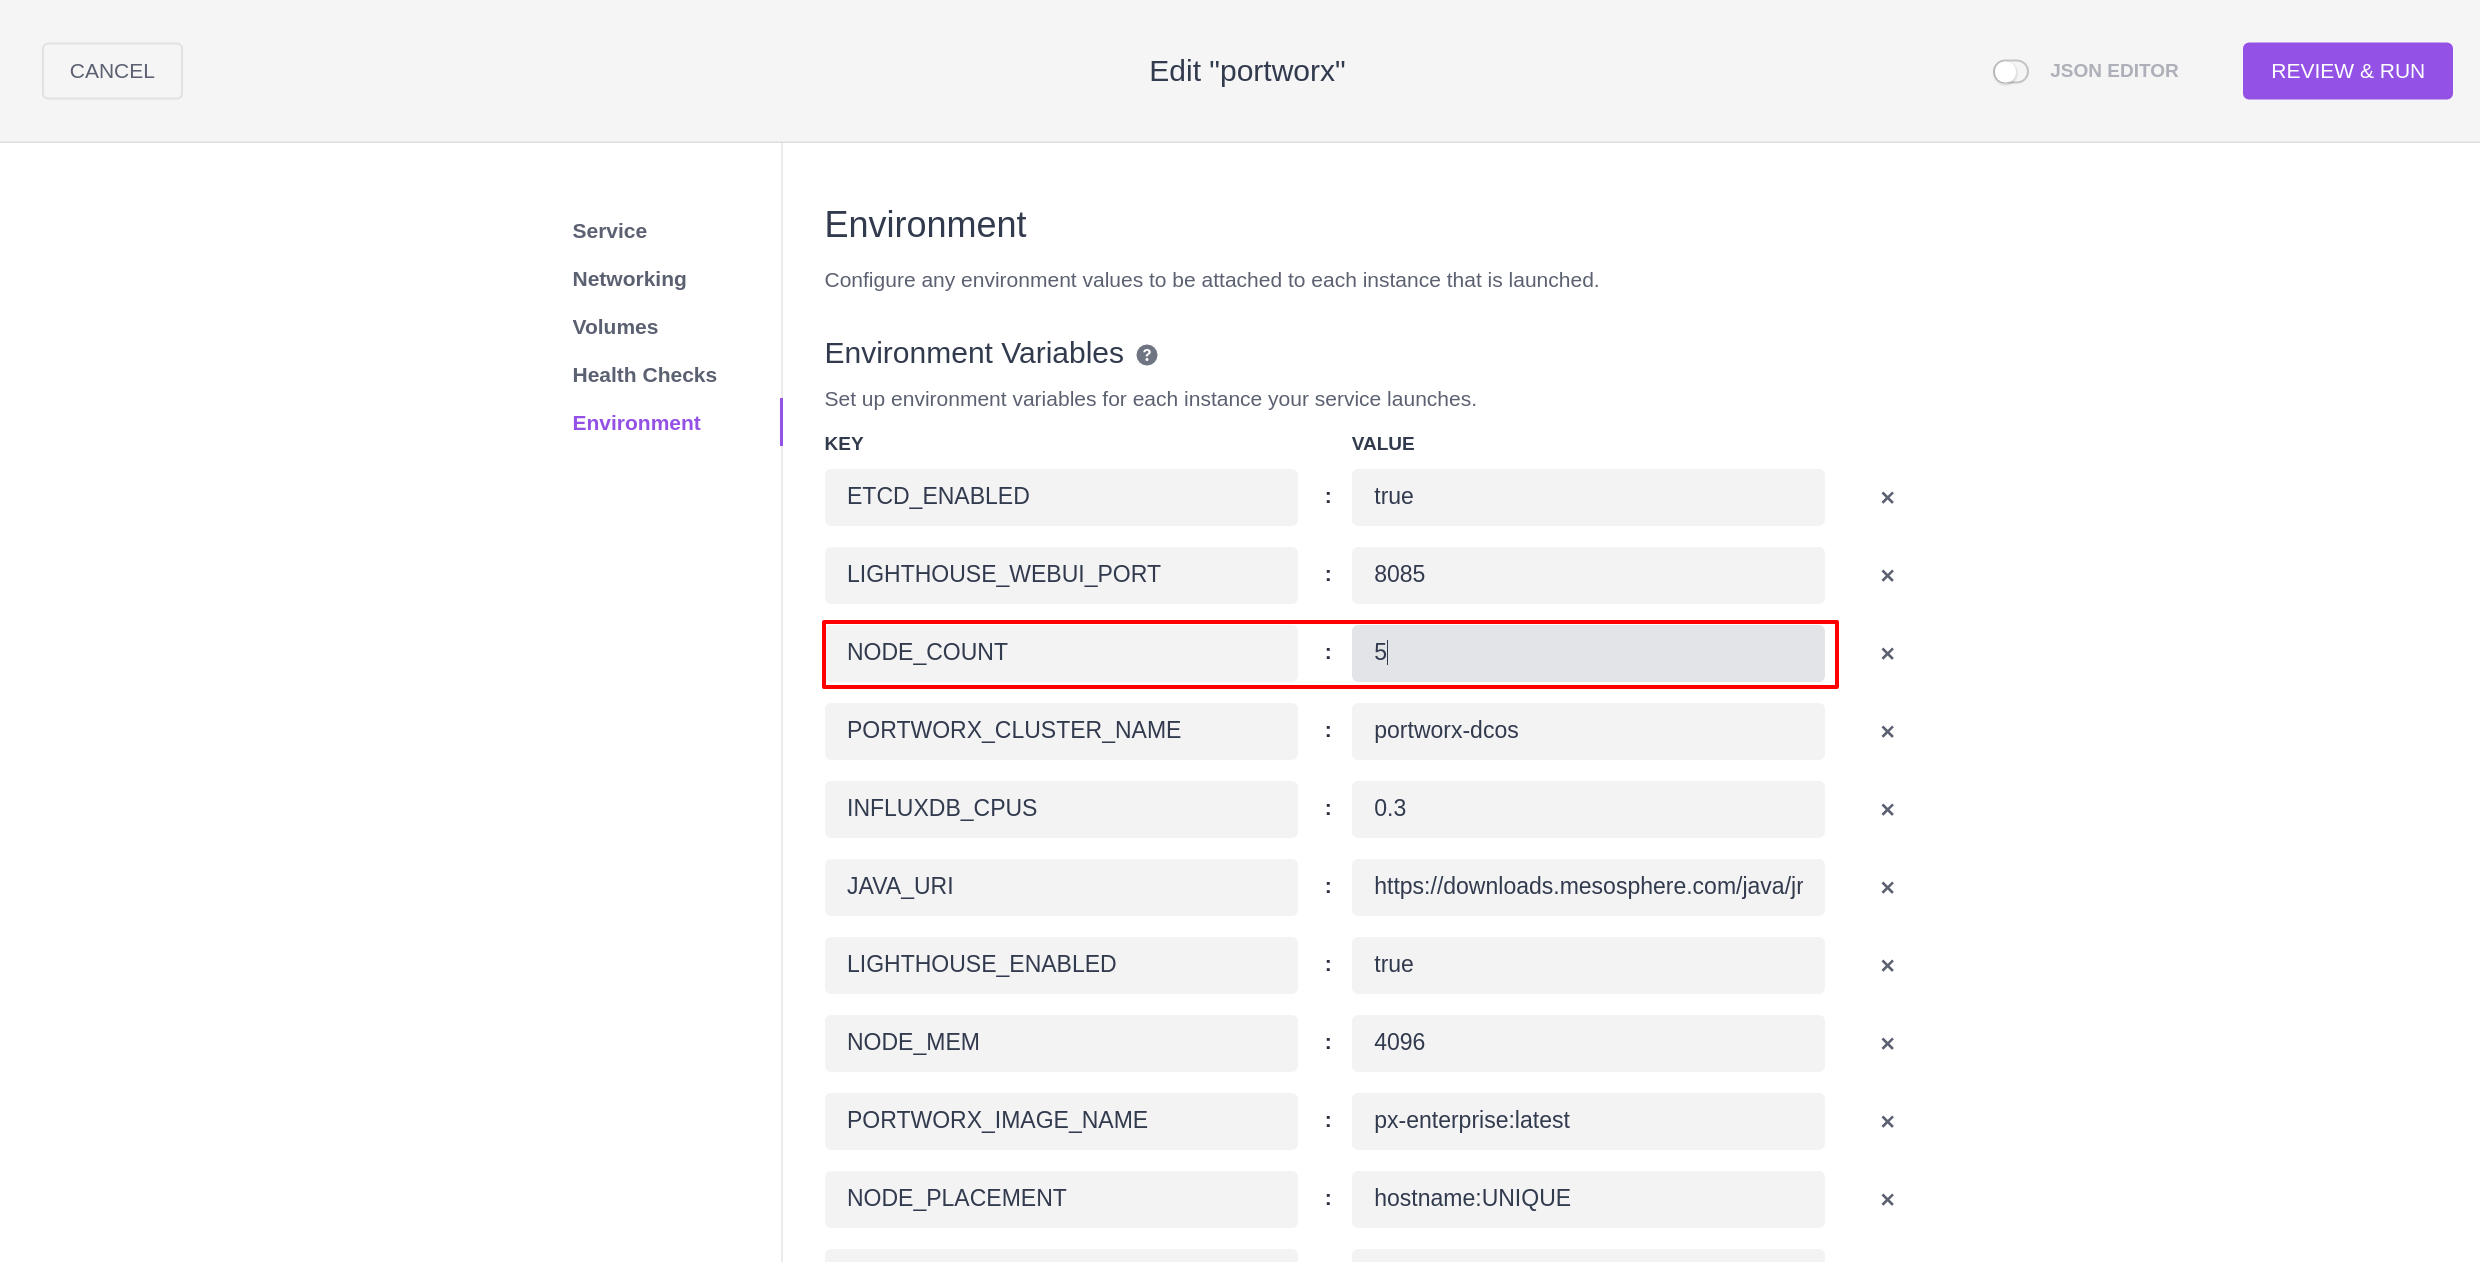 CANCEL
Edit "portworx"
JSON EDITOR
REVIEW & RUN
Service
Networking
Volumes
Health Checks
Environment
Environment
Configure any environment values to be attached to each instance that is launched.
Environment Variables ?
Set up environment variables for each instance your service launches.
KEY VALUE
ETCD_ENABLED : true
LIGHTHOUSE_WEBUI_PORT : 8085
NODE_COUNT : 5
PORTWORX_CLUSTER_NAME : portworx-dcos
INFLUXDB_CPUS : 0.3
JAVA_URI : https://downloads.mesosphere.com/java/jr
LIGHTHOUSE_ENABLED : true
NODE_MEM : 4096
PORTWORX_IMAGE_NAME : px-enterprise:latest
NODE_PLACEMENT : hostname:UNIQUE